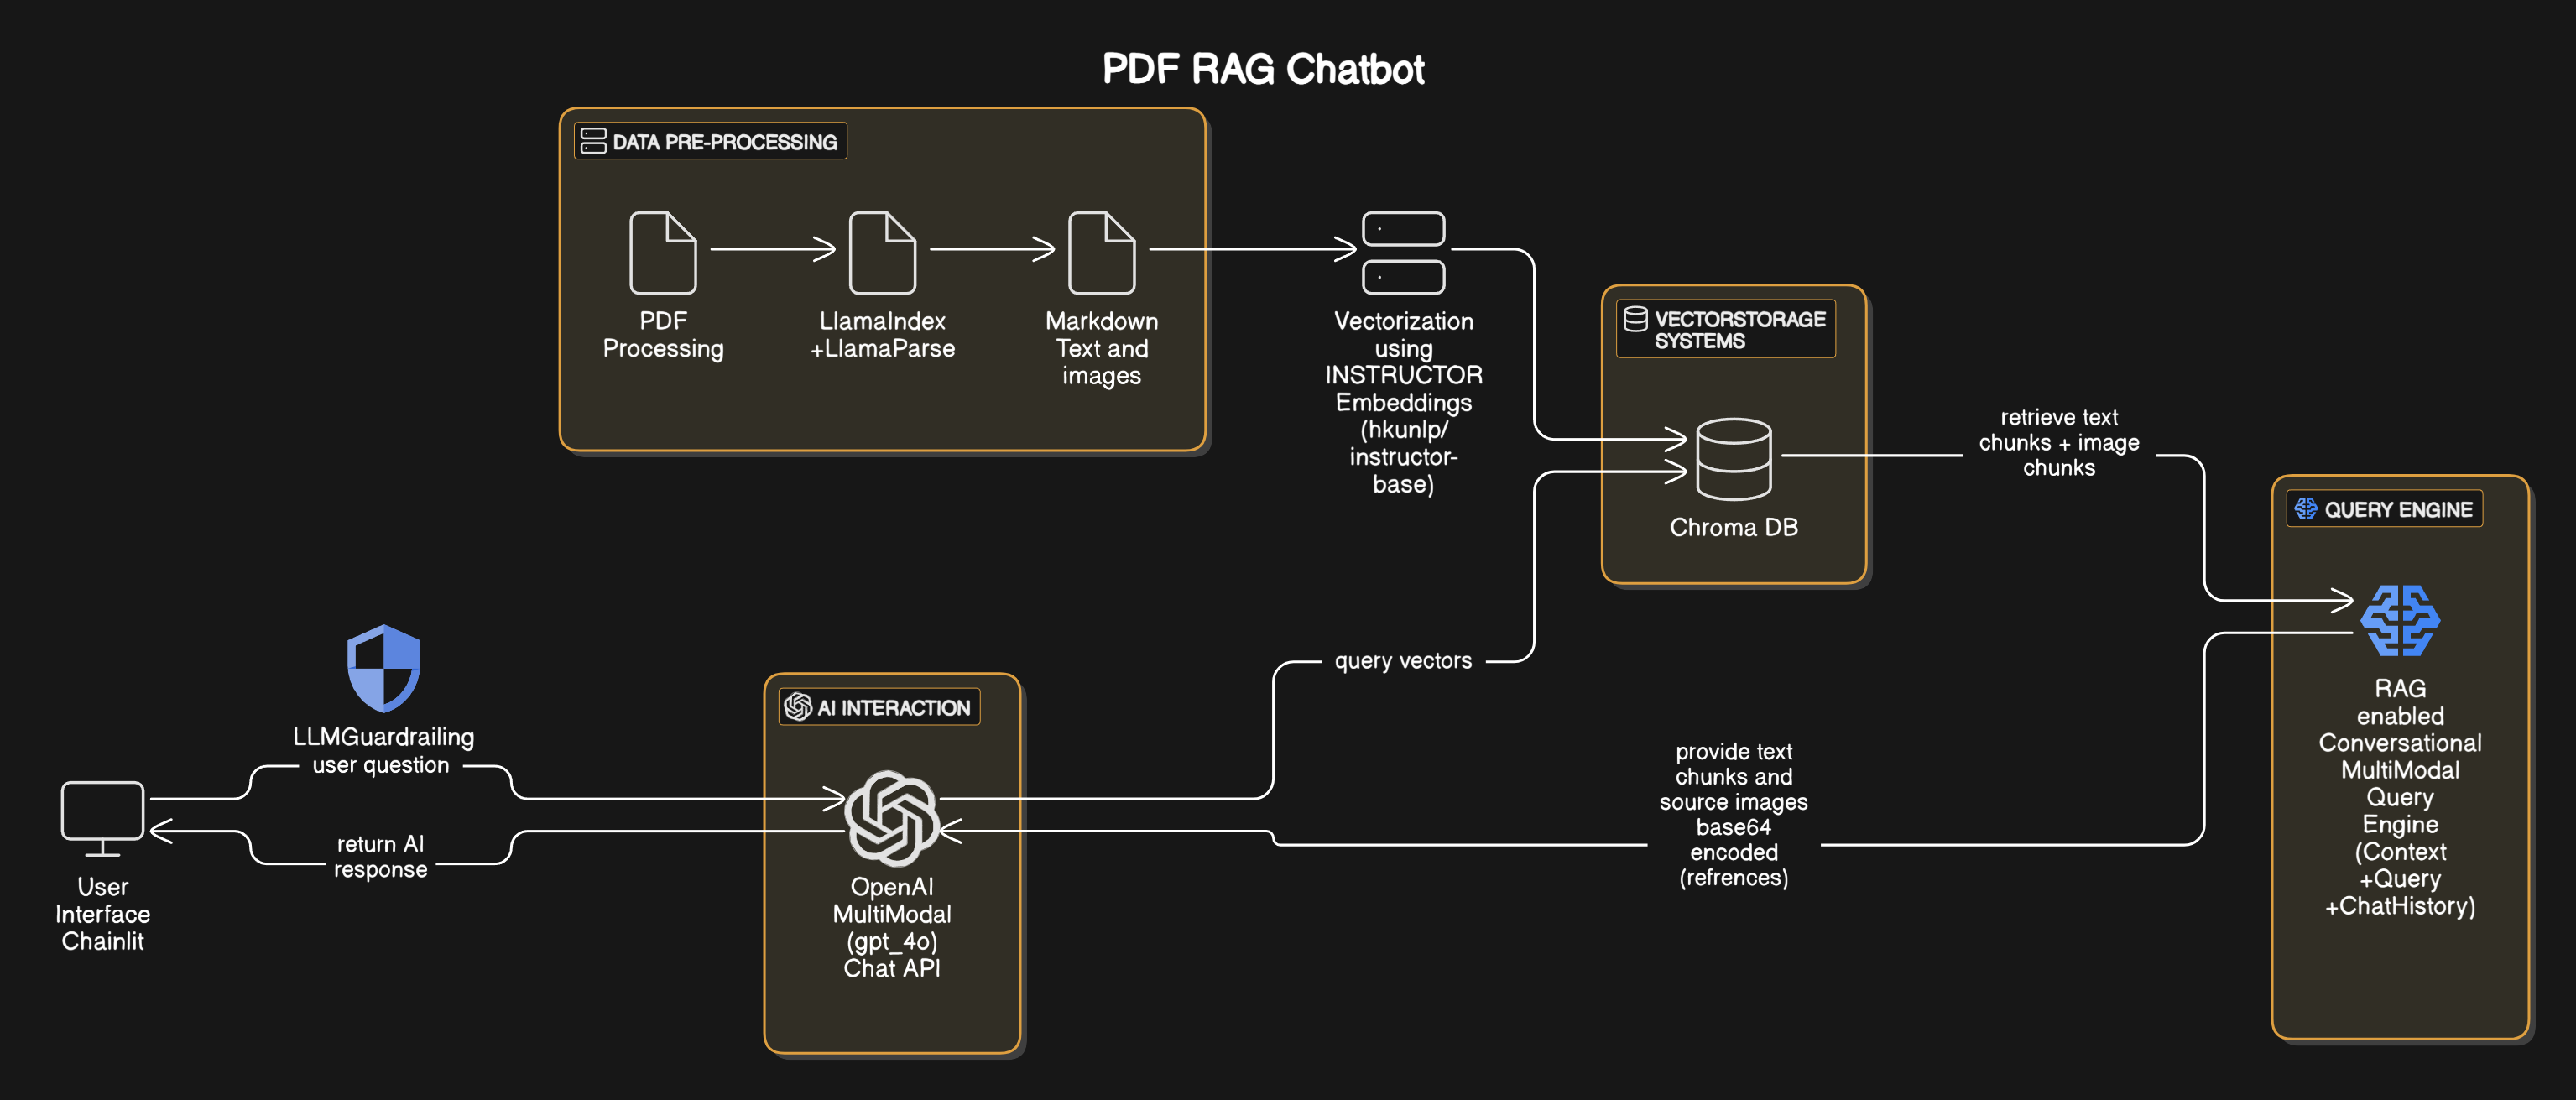 PDF RAG Chatbot
DATA PRE-PROCESSING
PDF
Processing
LlamaIndex
+LlamaParse
Markdown
Text and
images
Vectorization
using
INSTRUCTOR
Embeddings
(hkunlp/
instructor-
base)
VECTORSTORAGE
SYSTEMS
Chroma DB
retrieve text
chunks + image
chunks
QUERY ENGINE
RAG
enabled
Conversational
MultiModal
Query
Engine
(Context
+Query
+ChatHistory)
query vectors
provide text
chunks and
source images
base64
encoded
(refrences)
AI INTERACTION
OpenAI
MultiModal
(gpt_4o)
Chat API
LLMGuardrailing
user question
return AI
response
User
Interface
Chainlit